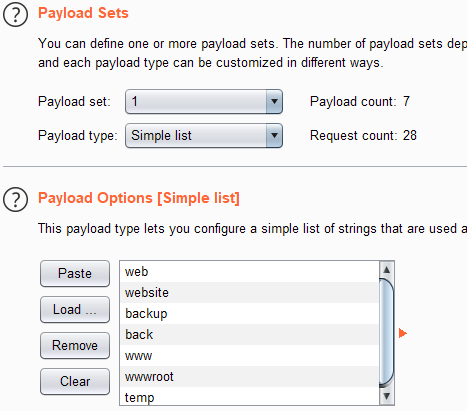 Payload Sets
You can define one or more payload sets. The number of payload sets dep
and each payload type can be customized in different ways.
Payload set: 1 Payload count: 7
Payload type: Simple list Request count: 28
Payload Options [Simple list]
This payload type lets you configure a simple list of strings that are used a
Paste
Load ...
Remove
Clear
web
website
backup
back
www
wwwroot
temp